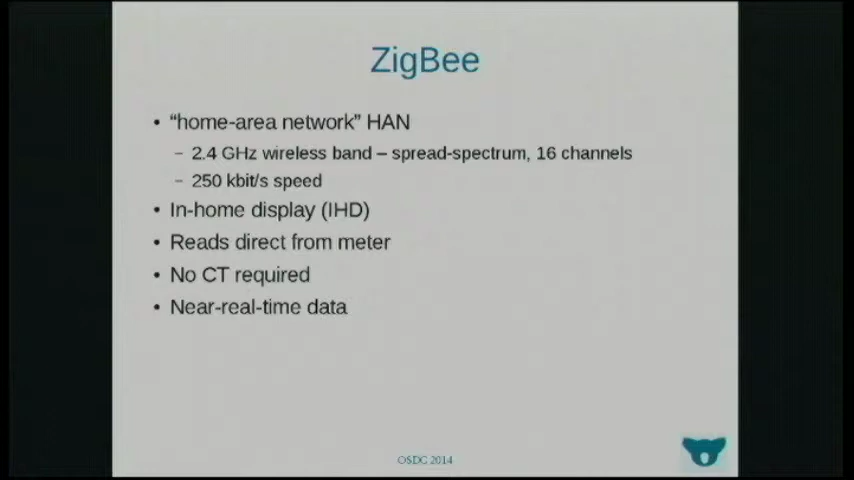 ZigBee
• “home-area network” HAN
– 2.4 GHz wireless band – spread-spectrum, 16 channels
– 250 kbit/s speed
• In-home display (IHD)
• Reads direct from meter
• No CT required
• Near-real-time data
OSDC 2014